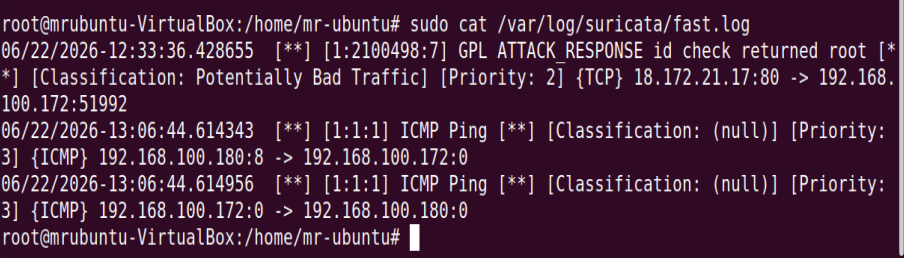 root@mrubuntu-VirtualBox:/home/mr-ubuntu# sudo cat /var/log/suricata/fast.log
06/22/2026-12:33:36.428655  [**] [1:2100498:7] GPL ATTACK_RESPONSE id check returned root [*
*] [Classification: Potentially Bad Traffic] [Priority: 2] {TCP} 18.172.21.17:80 -> 192.168.
100.172:51992
06/22/2026-13:06:44.614343  [**] [1:1:1] ICMP Ping [**] [Classification: (null)] [Priority:
3] {ICMP} 192.168.100.180:8 -> 192.168.100.172:0
06/22/2026-13:06:44.614956  [**] [1:1:1] ICMP Ping [**] [Classification: (null)] [Priority:
3] {ICMP} 192.168.100.172:0 -> 192.168.100.180:0
root@mrubuntu-VirtualBox:/home/mr-ubuntu#